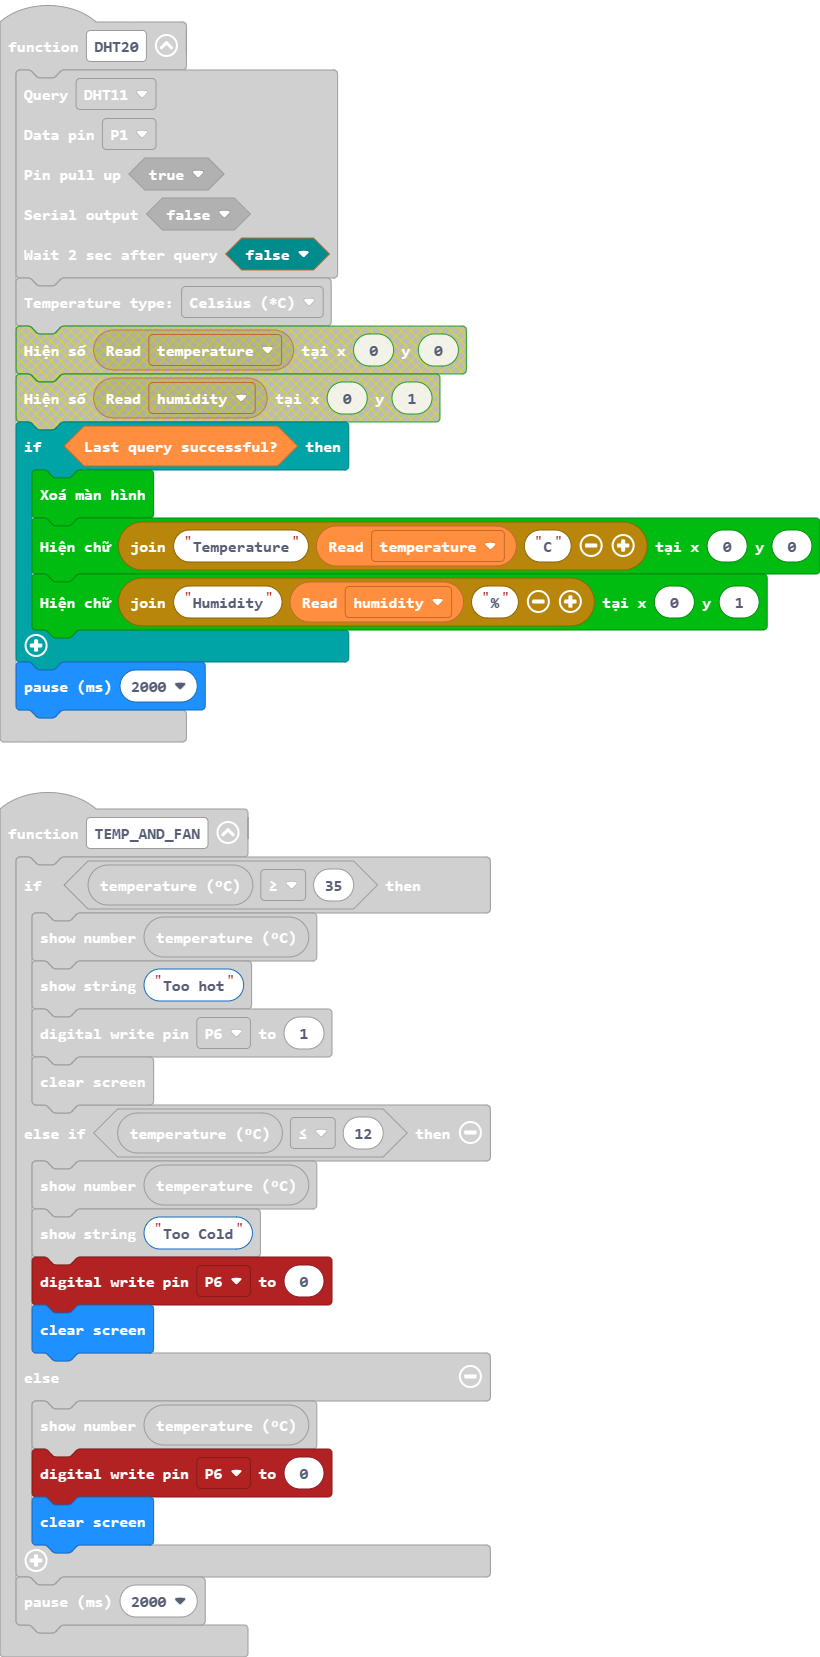 function DHT20
Query DHT11
Data pin P1
Pin pull up true
Serial output false
Wait 2 sec after query false
Temperature type: Celsius (*C)
Hiện số Read temperature tại x 0 y 0
Hiện số Read humidity tại x 0 y 1
if Last query successful? then
Xoá màn hình
Hiện chữ join "Temperature" Read temperature "C" tại x 0 y 0
Hiện chữ join "Humidity" Read humidity "%" tại x 0 y 1
pause (ms) 2000
function TEMP_AND_FAN
if temperature (ºC) ≥ 35 then
show number temperature (ºC)
show string "Too hot"
digital write pin P6 to 1
clear screen
else if temperature (ºC) ≤ 12 then
show number temperature (ºC)
show string "Too Cold"
digital write pin P6 to 0
clear screen
else
show number temperature (ºC)
digital write pin P6 to 0
clear screen
pause (ms) 2000